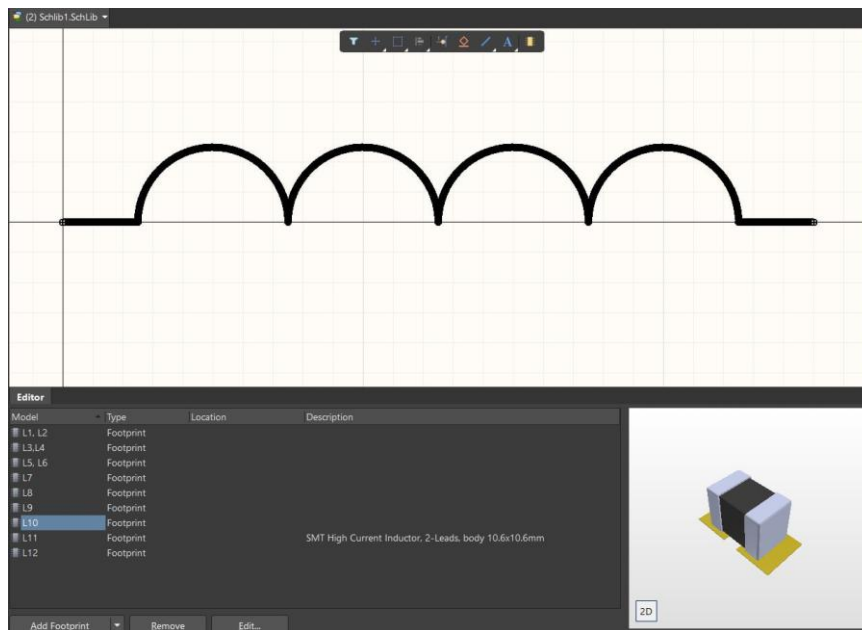 (2) Schlib1.SchLib
A
Editor
Model Type Location Description
L1, L2 Footprint
L3,L4 Footprint
L5, L6 Footprint
L7 Footprint
L8 Footprint
L9 Footprint
L10 Footprint
L11 Footprint SMT High Current Inductor, 2-Leads, body 10.6x10.6mm
L12 Footprint
2D
Add Footprint Remove Edit...